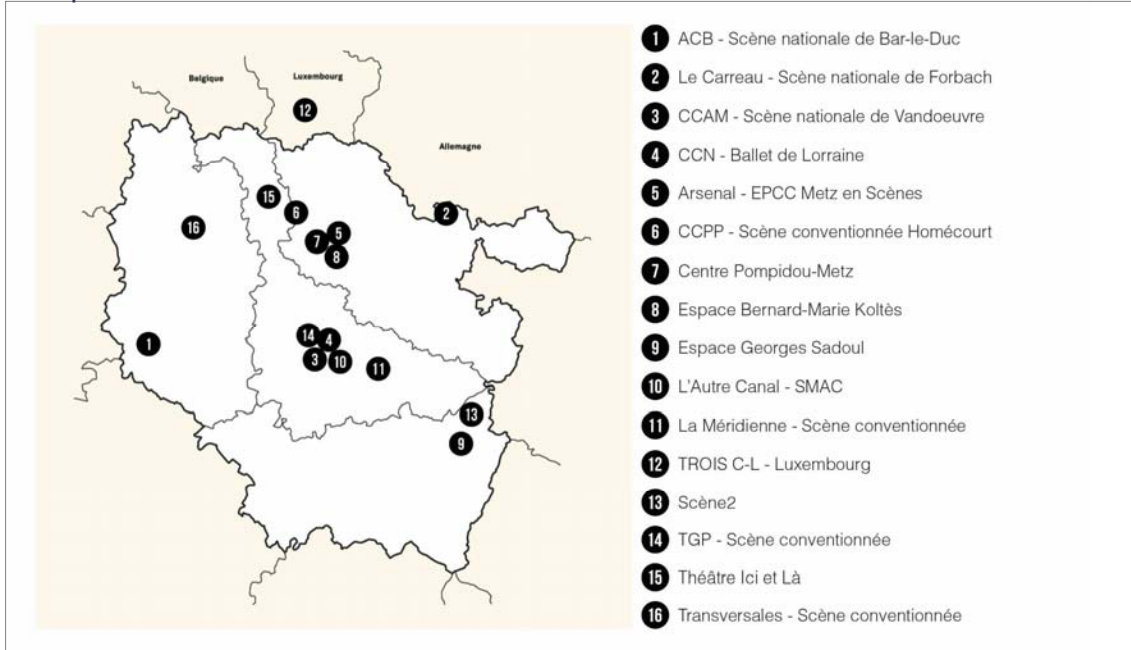 Belgique
Luxembourg
Allemagne
12
15
6
2
16
5
7
8
14
4
1
3
10
11
13
9
1 ACB - Scène nationale de Bar-le-Duc
2 Le Carreau - Scène nationale de Forbach
3 CCAM - Scène nationale de Vandoeuvre
4 CCN - Ballet de Lorraine
5 Arsenal - EPCC Metz en Scènes
6 CCPP - Scène conventionnée Homécourt
7 Centre Pompidou-Metz
8 Espace Bernard-Marie Koltès
9 Espace Georges Sadoul
10 L'Autre Canal - SMAC
11 La Méridienne - Scène conventionnée
12 TROIS C-L - Luxembourg
13 Scène2
14 TGP - Scène conventionnée
15 Théâtre Ici et Là
16 Transversales - Scène conventionnée